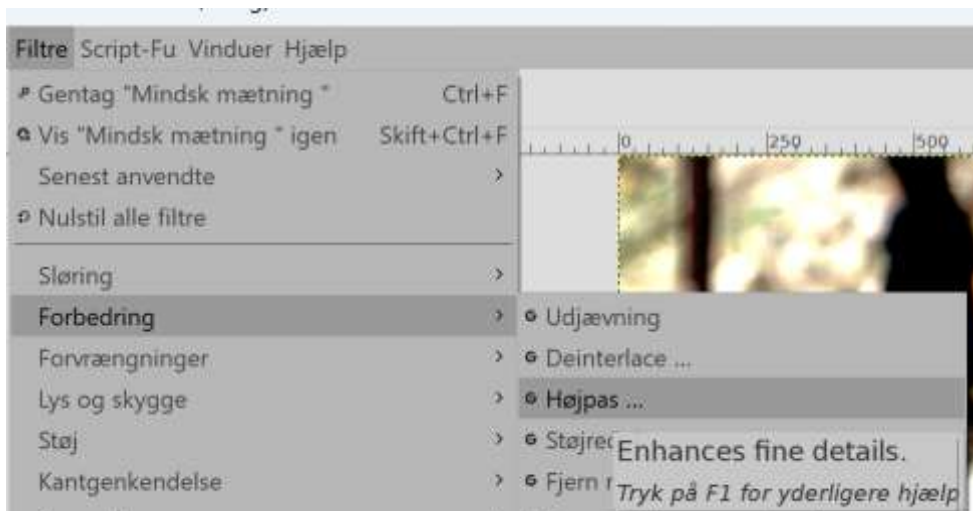 Filtre Script-Fu Vinduer Hjælp
Gentag "Mindsk mætning " Ctrl+F
Vis "Mindsk mætning " igen Skift+Ctrl+F
Senest anvendte
Nulstil alle filtre
0 250 500
Sløring
Forbedring
Forvrængninger
Lys og skygge
Støj
Kantgenkendelse
Udjævning
Deinterlace ...
Højpas ...
Fjern
Enhances fine details.
Tryk på F1 for yderligere hjælp